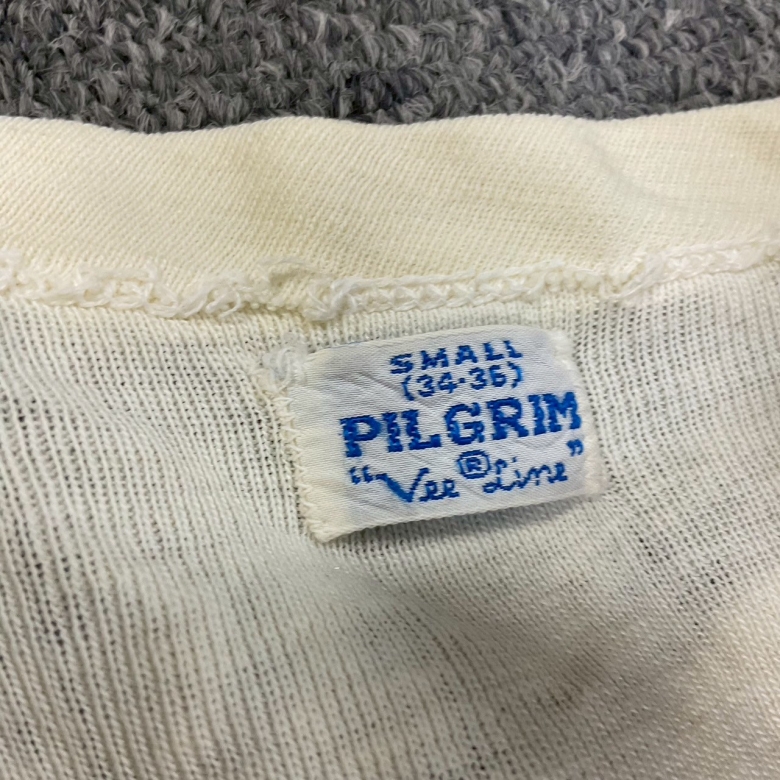 SMALL
(34-36)
PILGRIM
"Vee ® Line"